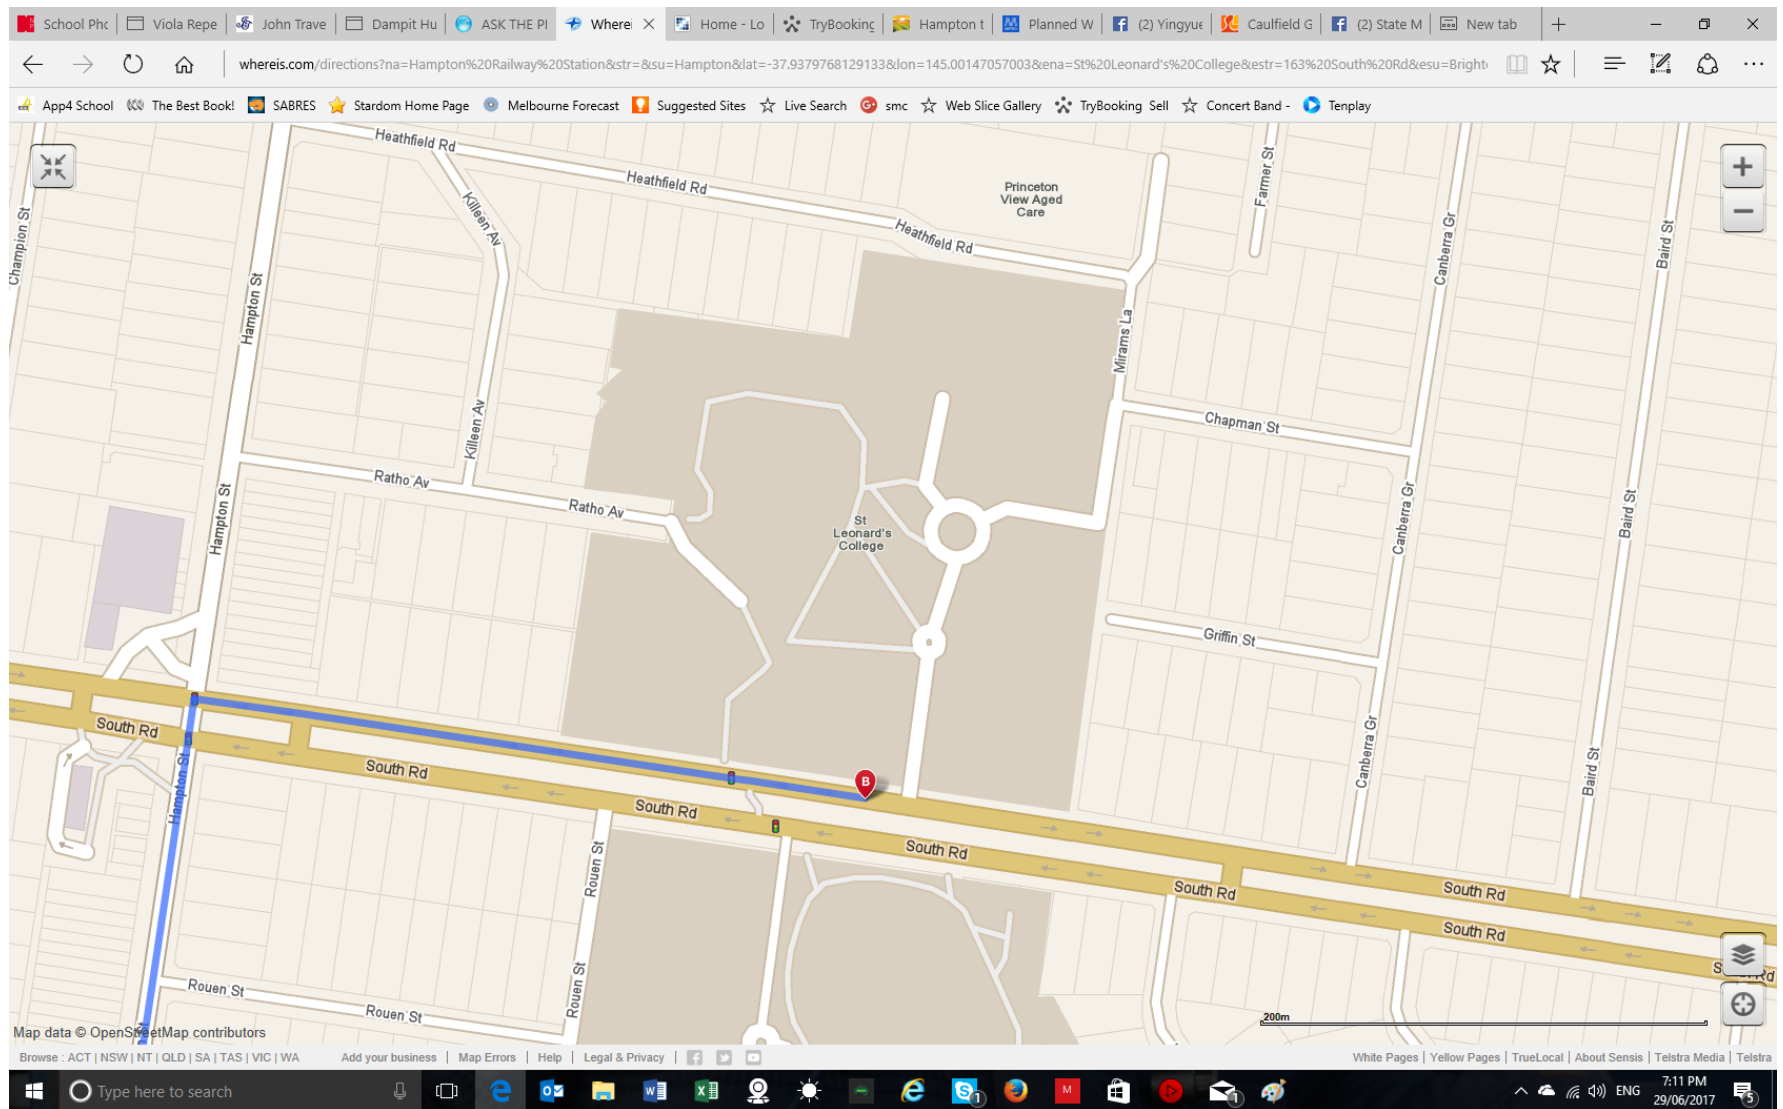 School Phc
Viola Repe
John Trave
Dampit Hu
ASK THE PI
Wherei
Home - Lo
TryBooking
Hampton t
Planned W
(2) Yingyue
Caulfield G
(2) State M
New tab
whereis.com/directions?na=Hampton%20Railway%20Station&str=&su=Hampton&lat=-37.9379768129133&lon=145.00147057003&ena=St%20Leonard's%20College&estr=163%20South%20Rd&esu=Bright
App4 School
The Best Book!
SABRES
Stardom Home Page
Melbourne Forecast
Suggested Sites
Live Search
smc
Web Slice Gallery
TryBooking Sell
Concert Band -
Tenplay
Heathfield Rd
Heathfield Rd
Heathfield Rd
Princeton
View Aged
Care
Farmer St
Killeen Av
Champion St
Hampton St
Canberra Gr
Baird St
Mirams La
Killeen Av
Chapman St
Ratho Av
Ratho Av
Hampton St
St
Leonard's
College
Canberra Gr
Baird St
Griffin St
South Rd
Hampton St
South Rd
South Rd
Canberra Gr
Baird St
South Rd
South Rd
South Rd
South Rd
Rouen St
Rouen St
Rouen St
Rouen St
200m
Map data © OpenStreetMap contributors
Browse : ACT | NSW | NT | QLD | SA | TAS | VIC | WA
Add your business | Map Errors | Help | Legal & Privacy |
White Pages | Yellow Pages | TrueLocal | About Sensis | Telstra Media | Telstra
Type here to search
ENG
7:11 PM
29/06/2017